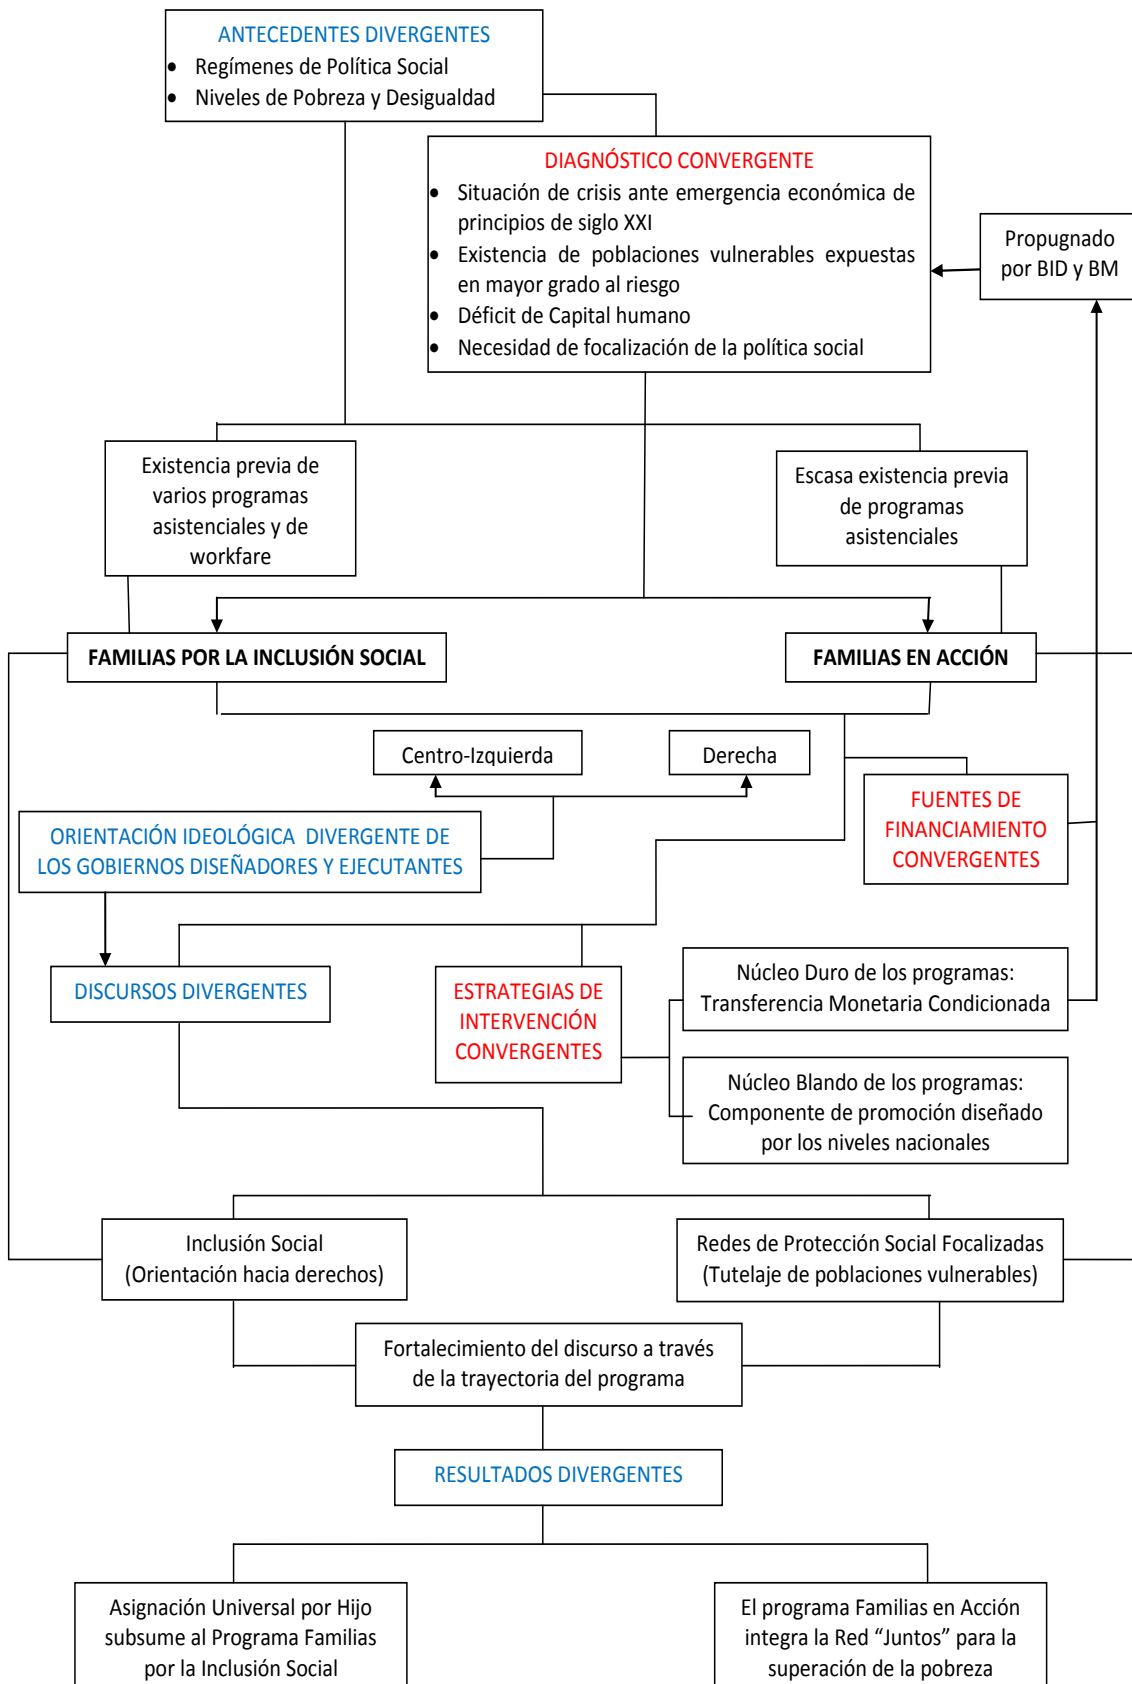 ANTECEDENTES DIVERGENTES
• Regímenes de Política Social
• Niveles de Pobreza y Desigualdad
DIAGNÓSTICO CONVERGENTE
• Situación de crisis ante emergencia económica de
principios de siglo XXI
• Existencia de poblaciones vulnerables expuestas
en mayor grado al riesgo
• Déficit de Capital humano
• Necesidad de focalización de la política social
Propugnado
por BID y BM
Existencia previa de
varios programas
asistenciales y de
workfare
Escasa existencia previa
de programas
asistenciales
FAMILIAS POR LA INCLUSIÓN SOCIAL
FAMILIAS EN ACCIÓN
Centro-Izquierda
Derecha
ORIENTACIÓN IDEOLÓGICA DIVERGENTE DE
LOS GOBIERNOS DISEÑADORES Y EJECUTANTES
FUENTES DE
FINANCIAMIENTO
CONVERGENTES
DISCURSOS DIVERGENTES
ESTRATEGIAS DE
INTERVENCIÓN
CONVERGENTES
Núcleo Duro de los programas:
Transferencia Monetaria Condicionada
Núcleo Blando de los programas:
Componente de promoción diseñado
por los niveles nacionales
Inclusión Social
(Orientación hacia derechos)
Redes de Protección Social Focalizadas
(Tutelaje de poblaciones vulnerables)
Fortalecimiento del discurso a través
de la trayectoria del programa
RESULTADOS DIVERGENTES
Asignación Universal por Hijo
subsume al Programa Familias
por la Inclusión Social
El programa Familias en Acción
integra la Red “Juntos” para la
superación de la pobreza